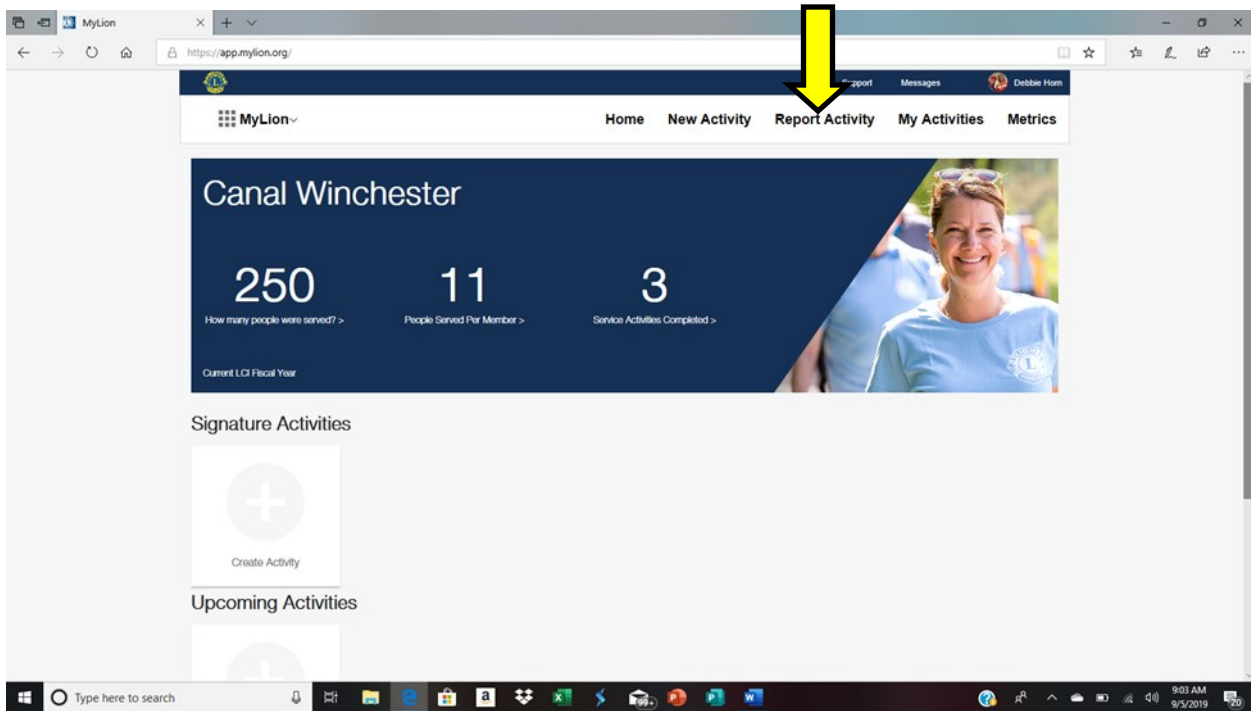 MyLion
https://app.mylion.org/
Support Messages Debbie Horn
MyLion Home New Activity Report Activity My Activities Metrics
Canal Winchester
250 11 3
How many people were served? > People Served Per Member > Service Activities Completed >
Current LCI Fiscal Year
Signature Activities
Create Activity
Upcoming Activities
Type here to search
9:03 AM
9/5/2019